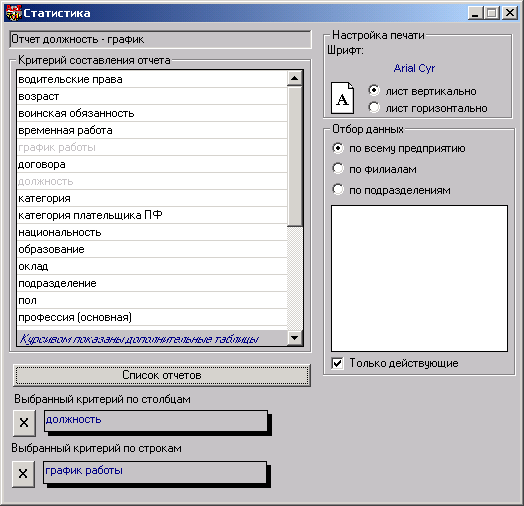 Статистика
Отчет должность - график
Критерий составления отчета
водительские права
возраст
воинская обязанность
временная работа
график работы
договора
должность
категория
категория плательщика ПФ
национальность
образование
оклад
подразделение
пол
профессия (основная)
Курсивом показаны дополнительные таблицы
Список отчетов
Выбранный критерий по столбцам
X должность
Выбранный критерий по строкам
X график работы
Настройка печати
Шрифт:
Arial Cyr
A
лист вертикально
лист горизонтально
Отбор данных
по всему предприятию
по филиалам
по подразделениям
Только действующие